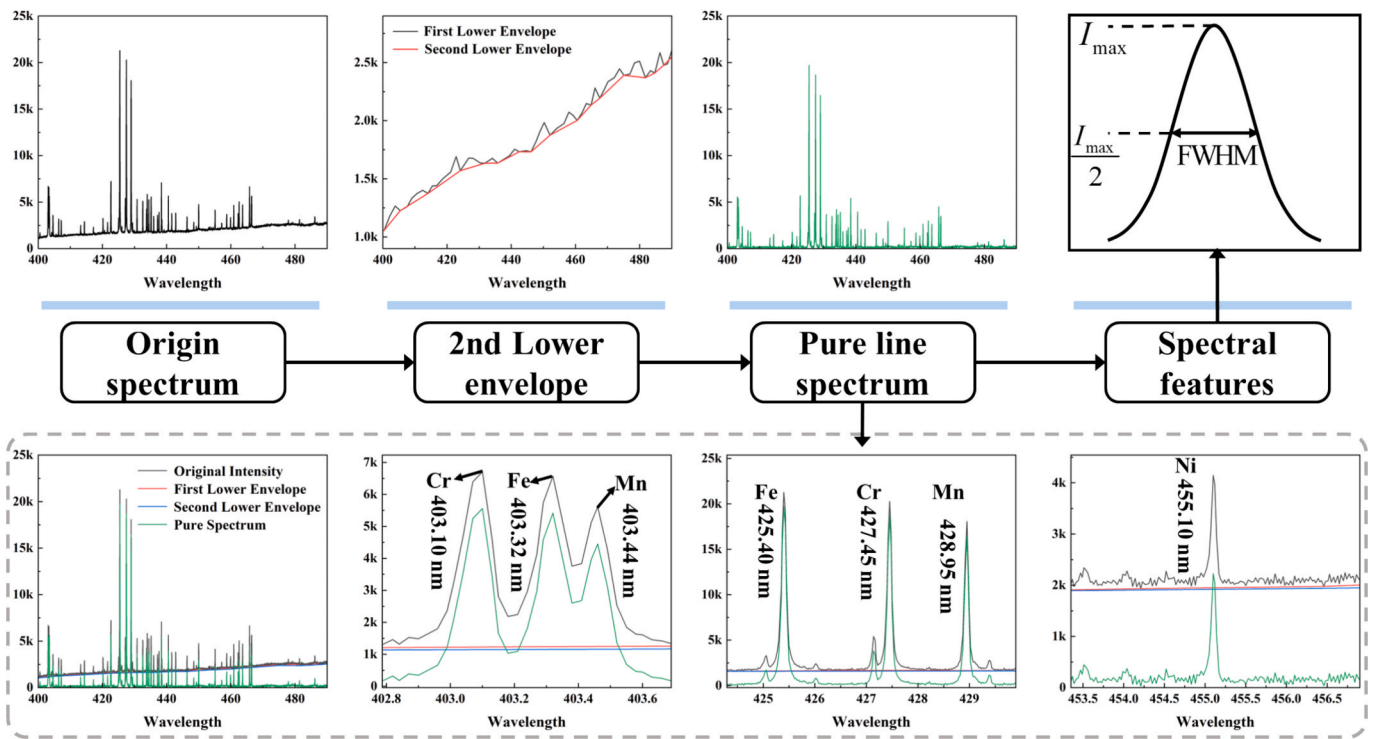 25k
20k
15k
10k
5k
0
400
420
440
460
480
Wavelength
First Lower Envelope
Second Lower Envelope
2.5k
2.0k
1.5k
1.0k
400
420
440
460
480
Wavelength
25k
20k
15k
10k
5k
0
400
420
440
460
480
Wavelength
I max
I max
2
FWHM
Origin
spectrum
2nd Lower
envelope
Pure line
spectrum
Spectral
features
25k
20k
15k
10k
5k
0
Original Intensity
First Lower Envelope
Second Lower Envelope
Pure Spectrum
400
420
440
460
480
Wavelength
7k
6k
5k
4k
3k
2k
1k
0
Cr
403.10 nm
Fe
403.32 nm
Mn
403.44 nm
402.8
403.0
403.2
403.4
403.6
Wavelength
25k
20k
15k
10k
5k
0
Fe
425.40 nm
Cr
427.45 nm
Mn
428.95 nm
425
426
427
428
429
Wavelength
4k
3k
2k
1k
0
Ni
455.10 nm
453.5
454.0
454.5
455.0
455.5
456.0
456.5
Wavelength